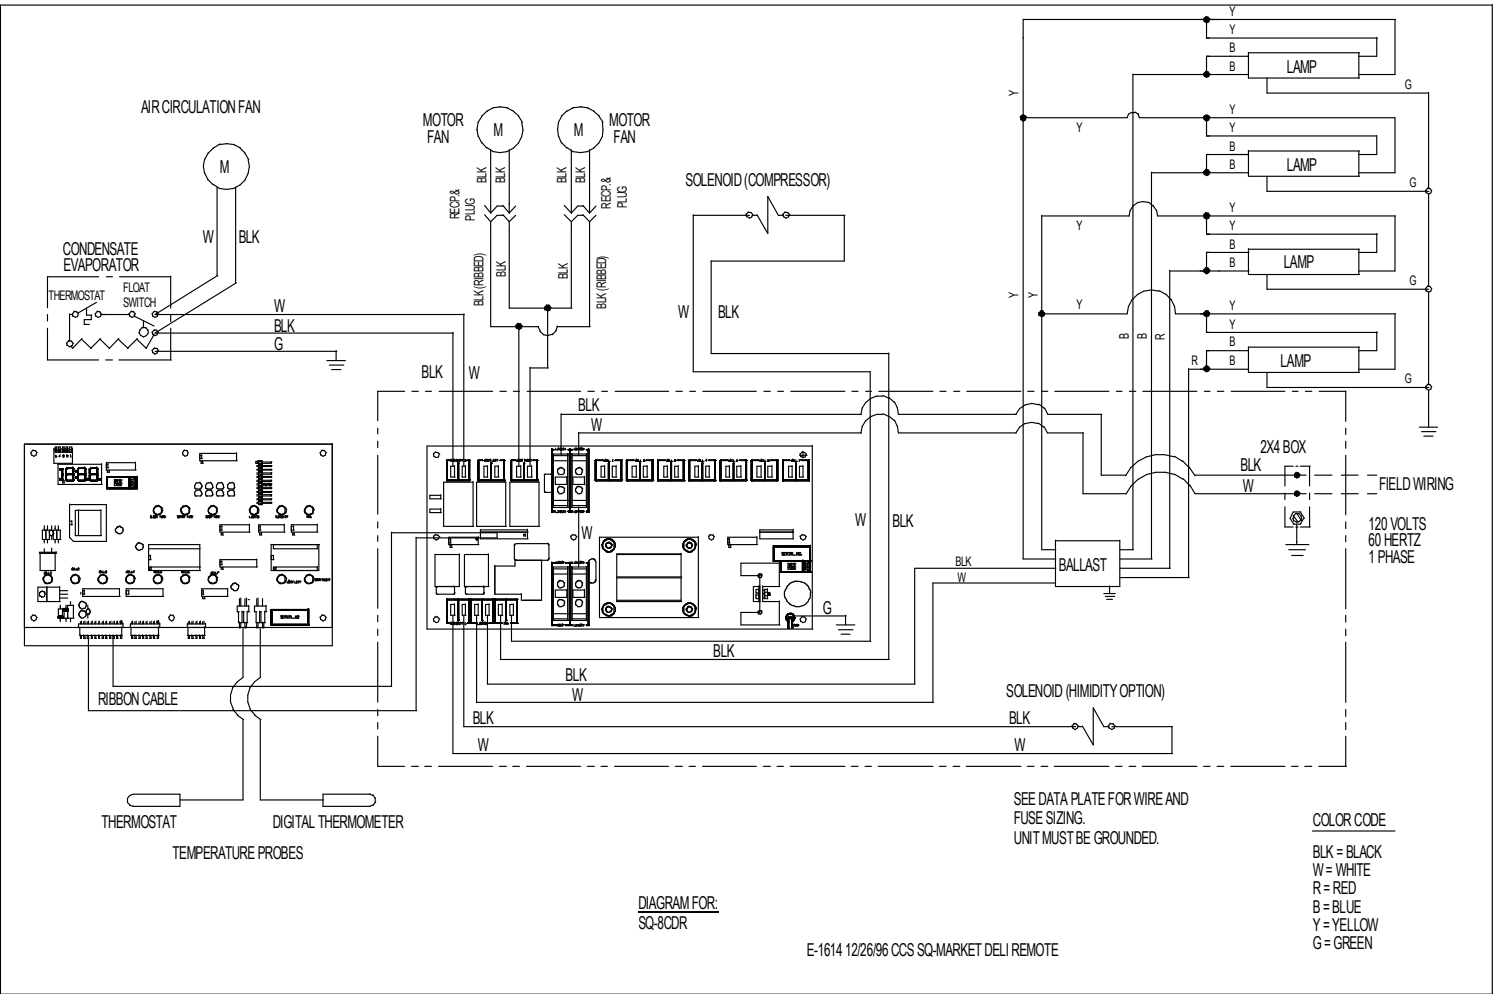 AIR CIRCULATION FAN
M
W
BLK
CONDENSATE
EVAPORATOR
THERMOSTAT
FLOAT
SWITCH
W
BLK
G
BLK
W
MOTOR
FAN
M
M
MOTOR
FAN
BLK
BLK
BLK
BLK
RECP.&
PLUG
RECP.&
PLUG
BLK (RIBBED)
BLK
BLK
BLK (RIBBED)
SOLENOID (COMPRESSOR)
W
BLK
Y
Y
B
B
LAMP
G
Y
Y
Y
Y
B
B
LAMP
G
Y
Y
Y
B
B
LAMP
G
Y
Y
Y
Y
Y
B
B
LAMP
R
G
B
B
R
BLK
W
W
W
BLK
2X4 BOX
BLK
W
FIELD WIRING
120 VOLTS
60 HERTZ
1 PHASE
BLK
W
BALLAST
G
BLK
BLK
W
BLK
W
SOLENOID (HIMIDITY OPTION)
BLK
W
RIBBON CABLE
THERMOSTAT
DIGITAL THERMOMETER
TEMPERATURE PROBES
SEE DATA PLATE FOR WIRE AND
FUSE SIZING.
UNIT MUST BE GROUNDED.
COLOR CODE
BLK = BLACK
W = WHITE
R = RED
B = BLUE
Y = YELLOW
G = GREEN
DIAGRAM FOR:
SQ-8CDR
E-1614 12/26/96 CCS SQ-MARKET DELI REMOTE